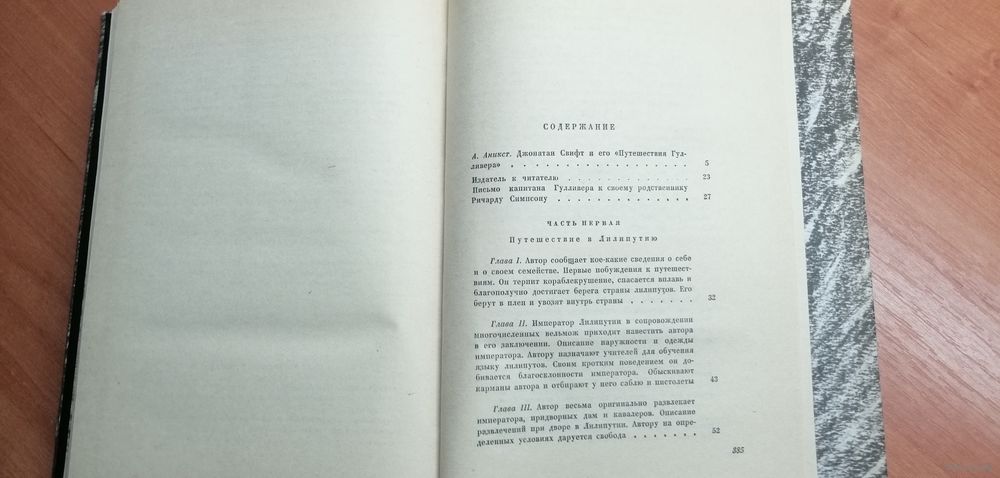 СОДЕРЖАНИЕ
А. Аникст. Джонатан Свифт и его «Путешествия Гул-
ливера» . . . . . . . . . . . . . . . . . . 5
Издатель к читателю . . . . . . . . . . . . . 23
Письмо капитана Гулливера к своему родственнику
Ричарду Симпсону . . . . . . . . . . . . . . 27
ЧАСТЬ ПЕРВАЯ
Путешествие в Лилипутию
Глава I. Автор сообщает кое-какие сведения о себе
и о своем семействе. Первые побуждения к путешест-
виям. Он терпит кораблекрушение, спасается вплавь и
благополучно достигает берега страны лилипутов. Его
берут в плен и увозят внутрь страны . . . . . . . 32
Глава II. Император Лилипутии в сопровождении
многочисленных вельмож приходит навестить автора
в его заключении. Описание наружности и одежды
императора. Автору назначают учителей для обучения
языку лилипутов. Своим кротким поведением он до-
бивается благосклонности императора. Обыскивают
карманы автора и отбирают у него саблю и пистолеты 43
Глава III. Автор весьма оригинально развлекает
императора, придворных дам и кавалеров. Описание
развлечений при дворе в Лилипутии. Автору на опре-
деленных условиях даруется свобода . . . . . . . 52
385